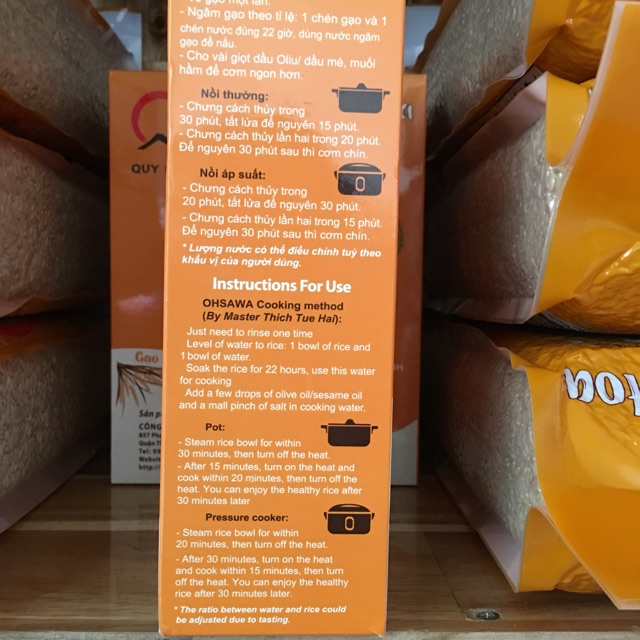 - Ngâm gạo theo tỉ lệ: 1 chén gạo và 1
chén nước đúng 22 giờ, dùng nước ngâm
gạo để nấu.
- Cho vài giọt dầu Oliu/ dầu mè, muối
hầm để cơm ngon hơn.
Nồi thường:
- Chưng cách thủy trong
30 phút, tắt lửa để nguyên 15 phút.
- Chưng cách thủy lần hai trong 20 phút.
Để nguyên 30 phút sau thì cơm chín.
Nồi áp suất:
- Chưng cách thủy trong
20 phút, tắt lửa để nguyên 30 phút.
- Chưng cách thủy lần hai trong 15 phút.
Để nguyên 30 phút sau thì cơm chín.
* Lượng nước có thể điều chỉnh tuỳ theo
khẩu vị của người dùng.
Instructions For Use
OHSAWA Cooking method
(By Master Thich Tue Hai):
Just need to rinse one time
Level of water to rice: 1 bowl of rice and
1 bowl of water.
Soak the rice for 22 hours, use this water
for cooking
Add a few drops of olive oil/sesame oil
and a mall pinch of salt in cooking water.
Pot:
- Steam rice bowl for within
30 minutes, then turn off the heat.
- After 15 minutes, turn on the heat and
cook within 20 minutes, then turn off the
heat. You can enjoy the healthy rice after
30 minutes later
Pressure cooker:
- Steam rice bowl for within
20 minutes, then turn off the heat.
- After 30 minutes, turn on the heat
and cook within 15 minutes, then turn
off the heat. You can enjoy the healthy
rice after 30 minutes later.
* The ratio between water and rice could
be adjusted due to tasting.
QUY
Gạo
Sản
CÔNG
857
Quận
Tel:
Website